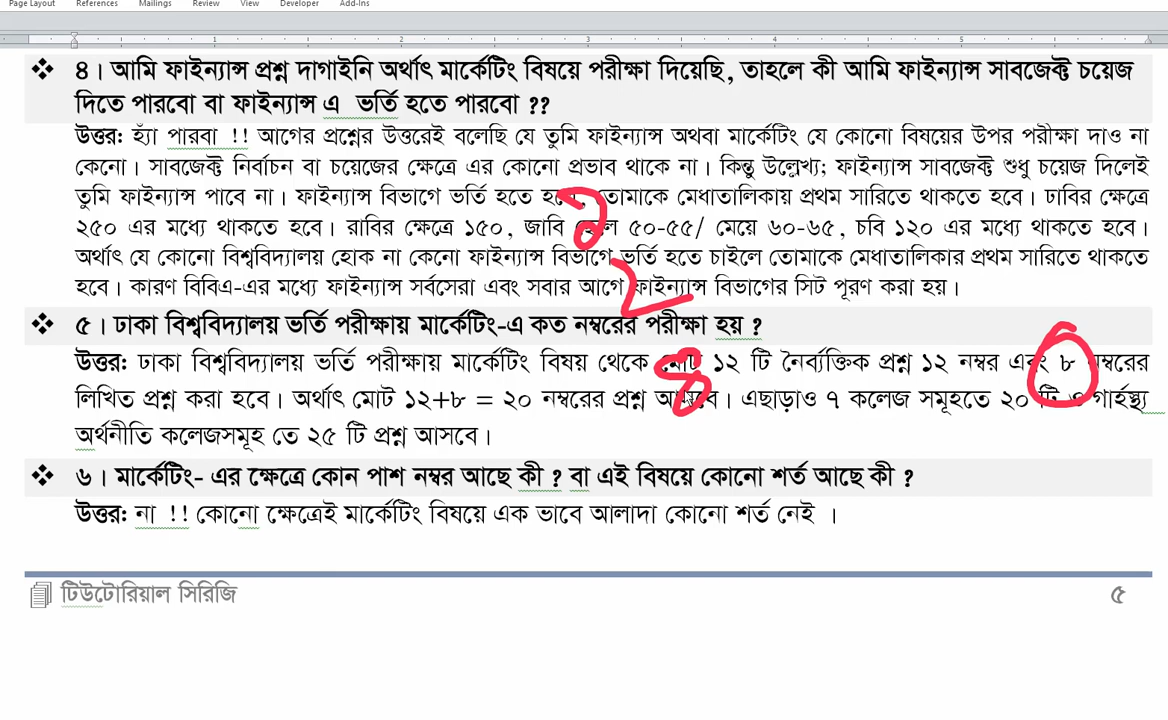 Page Layout References Mailings Review View Developer Add-Ins
1 2 3 4 5
❖ ৪। আমি ফাইন্যান্স প্রশ্ন দাগাইনি অর্থাৎ মার্কেটিং বিষয়ে পরীক্ষা দিয়েছি, তাহলে কী আমি ফাইন্যান্স সাবজেক্ট চয়েজ
দিতে পারবো বা ফাইন্যান্স এ ভর্তি হতে পারবো ??
উত্তর: হ্যাঁ পারবা !! আগের প্রশ্নের উত্তরেই বলেছি যে তুমি ফাইন্যান্স অথবা মার্কেটিং যে কোনো বিষয়ের উপর পরীক্ষা দাও না
কেনো। সাবজেক্ট নির্বাচন বা চয়েজের ক্ষেত্রে এর কোনো প্রভাব থাকে না। কিন্তু উল্লেখ্য; ফাইন্যান্স সাবজেক্ট শুধু চয়েজ দিলেই
তুমি ফাইন্যান্স পাবে না। ফাইন্যান্স বিভাগে ভর্তি হতে হবে, তোমাকে মেধাতালিকায় প্রথম সারিতে থাকতে হবে। ঢাবির ক্ষেত্রে
২৫০ এর মধ্যে থাকতে হবে। রাবির ক্ষেত্রে ১৫০, জাবি ৫০-৫৫/ মেয়ে ৬০-৬৫, চবি ১২০ এর মধ্যে থাকতে হবে।
অর্থাৎ যে কোনো বিশ্ববিদ্যালয় হোক না কেনো ফাইন্যান্স বিভাগে ভর্তি হতে চাইলে তোমাকে মেধাতালিকার প্রথম সারিতে থাকতে
হবে। কারণ বিবিএ-এর মধ্যে ফাইন্যান্স সর্বসেরা এবং সবার আগে ফাইন্যান্স বিভাগের সিট পূরণ করা হয়।
❖ ৫। ঢাকা বিশ্ববিদ্যালয় ভর্তি পরীক্ষায় মার্কেটিং-এ কত নম্বরের পরীক্ষা হয় ?
উত্তর: ঢাকা বিশ্ববিদ্যালয় ভর্তি পরীক্ষায় মার্কেটিং বিষয় থেকে মোট ১২ টি নৈর্ব্যক্তিক প্রশ্ন ১২ নম্বর এবং ৮ নম্বরের
লিখিত প্রশ্ন করা হবে। অর্থাৎ মোট ১২+৮ = ২০ নম্বরের প্রশ্ন আসবে। এছাড়াও ৭ কলেজ সমূহতে ২০ টি ও গার্হস্থ্য
অর্থনীতি কলেজসমূহ তে ২৫ টি প্রশ্ন আসবে।
❖ ৬। মার্কেটিং- এর ক্ষেত্রে কোন পাশ নম্বর আছে কী ? বা এই বিষয়ে কোনো শর্ত আছে কী ?
উত্তর: না !! কোনো ক্ষেত্রেই মার্কেটিং বিষয়ে এক ভাবে আলাদা কোনো শর্ত নেই ।
টিউটোরিয়াল সিরিজি ৫